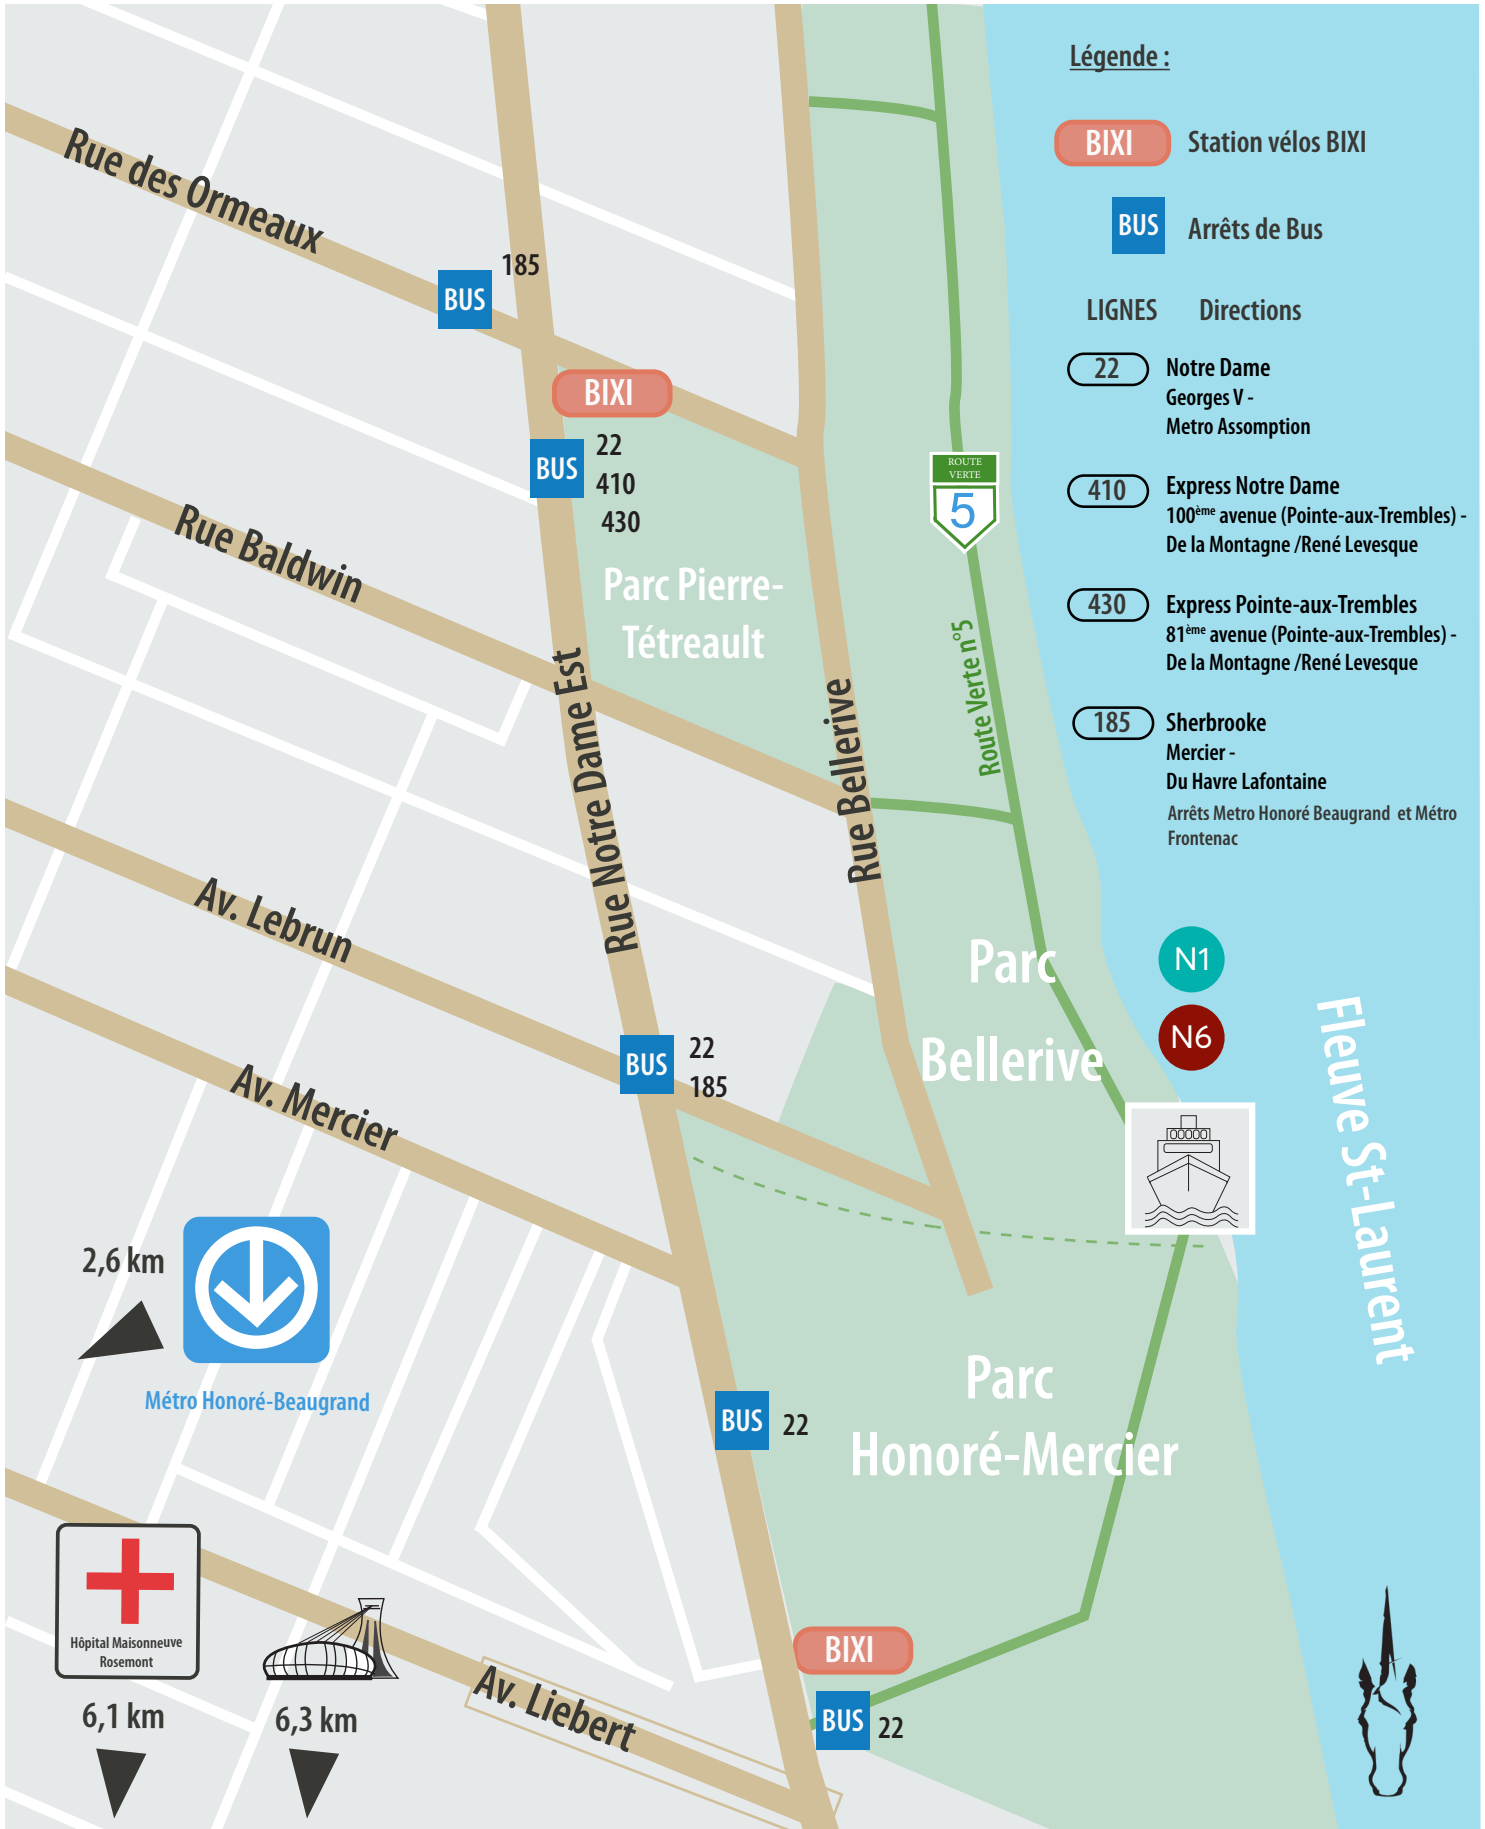 Légende :
BIXI
Station vélos BIXI
BUS
Arrêts de Bus
LIGNES Directions
22
Notre Dame
Georges V -
Metro Assomption
410
Express Notre Dame
100ème avenue (Pointe-aux-Trembles) -
De la Montagne /René Levesque
430
Express Pointe-aux-Trembles
81ème avenue (Pointe-aux-Trembles) -
De la Montagne /René Levesque
185
Sherbrooke
Mercier -
Du Havre Lafontaine
Arrêts Metro Honoré Beaugrand et Métro
Frontenac
Rue des Ormeaux
185
BUS
BIXI
BUS
22
410
430
ROUTE
VERTE
5
Rue Baldwin
Parc Pierre-
Tétreault
Route Verte n°5
Rue Notre Dame Est
Rue Bellerive
Av. Lebrun
Parc
Bellerive
N1
N6
Fleuve St-Laurent
BUS
22
185
Av. Mercier
2,6 km
Métro Honoré-Beaugrand
Parc
Honoré-Mercier
BUS
22
Hôpital Maisonneuve
Rosemont
6,1 km
6,3 km
Av. Liebert
BIXI
BUS
22